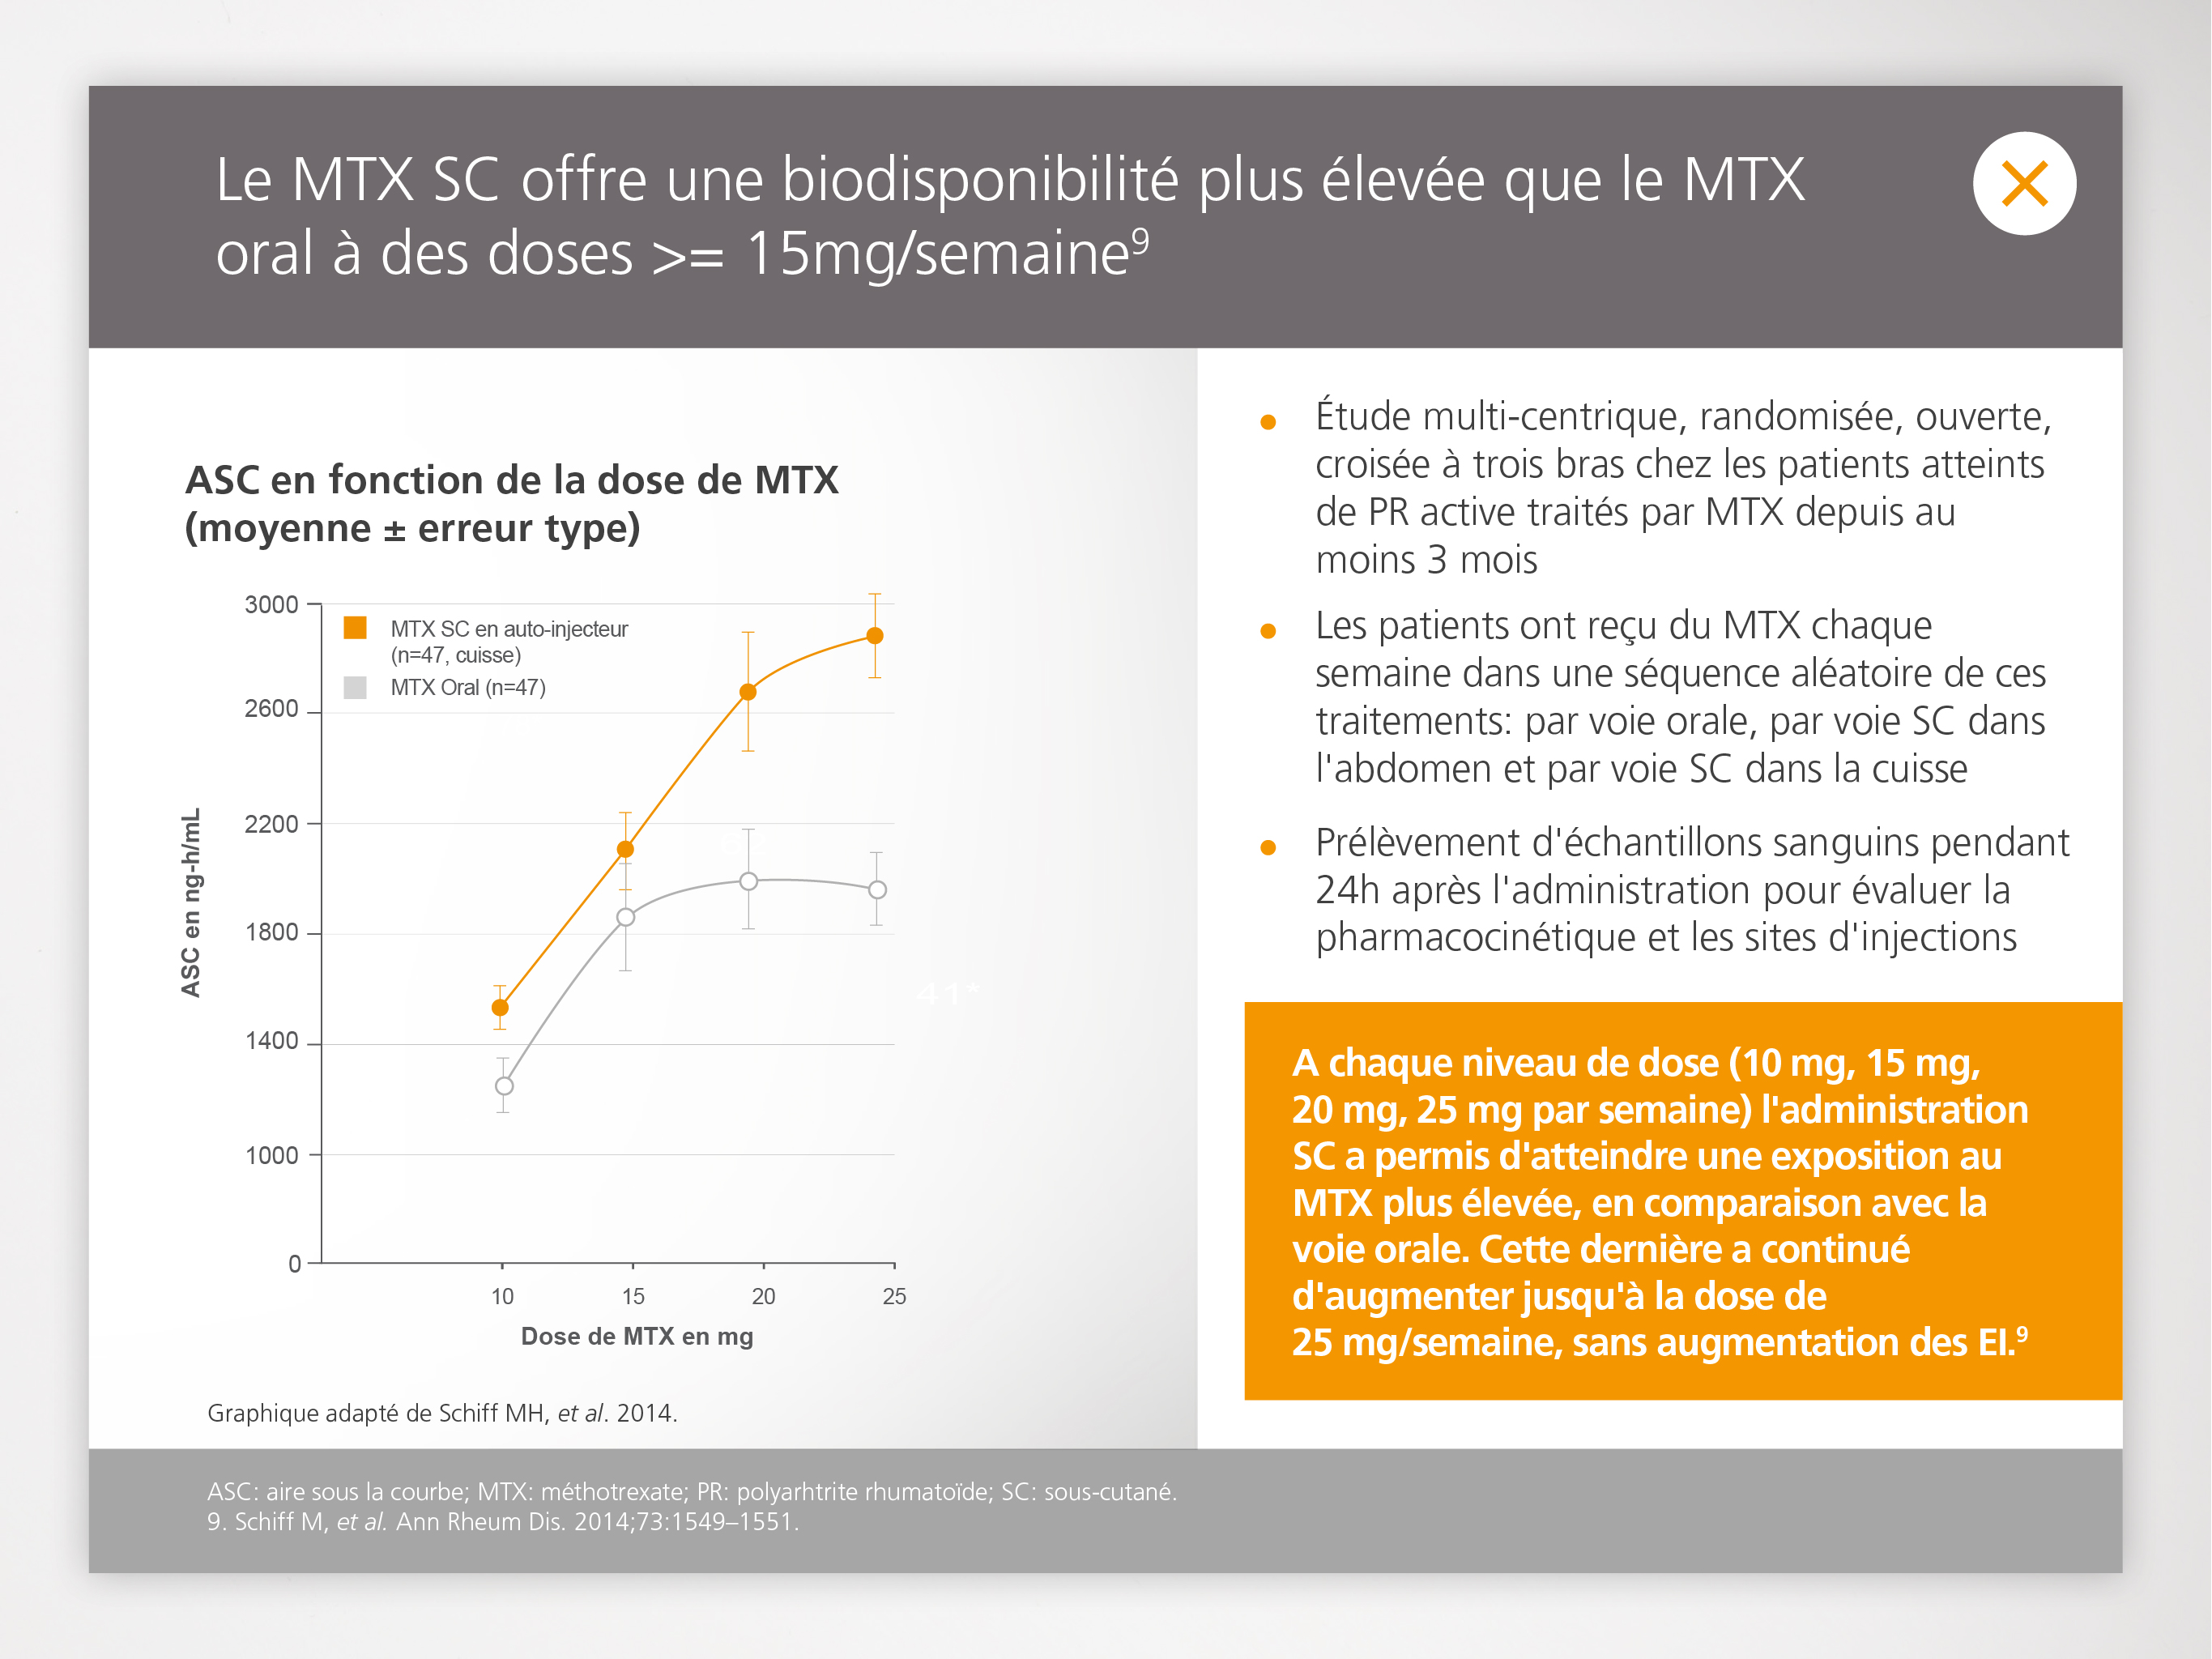 Le MTX SC offre une biodisponibilité plus élevée que le MTX
oral à des doses >= 15mg/semaine⁹
ASC en fonction de la dose de MTX
(moyenne ± erreur type)
3000
2600
2200
1800
1400
1000
0
ASC en ng-h/mL
MTX SC en auto-injecteur
(n=47, cuisse)
MTX Oral (n=47)
41*
10 15 20 25
Dose de MTX en mg
Graphique adapté de Schiff MH, et al. 2014.
• Étude multi-centrique, randomisée, ouverte,
croisée à trois bras chez les patients atteints
de PR active traités par MTX depuis au
moins 3 mois
• Les patients ont reçu du MTX chaque
semaine dans une séquence aléatoire de ces
traitements: par voie orale, par voie SC dans
l'abdomen et par voie SC dans la cuisse
• Prélèvement d'échantillons sanguins pendant
24h après l'administration pour évaluer la
pharmacocinétique et les sites d'injections
A chaque niveau de dose (10 mg, 15 mg,
20 mg, 25 mg par semaine) l'administration
SC a permis d'atteindre une exposition au
MTX plus élevée, en comparaison avec la
voie orale. Cette dernière a continué
d'augmenter jusqu'à la dose de
25 mg/semaine, sans augmentation des EI.⁹
ASC: aire sous la courbe; MTX: méthotrexate; PR: polyarhtrite rhumatoïde; SC: sous-cutané.
9. Schiff M, et al. Ann Rheum Dis. 2014;73:1549–1551.